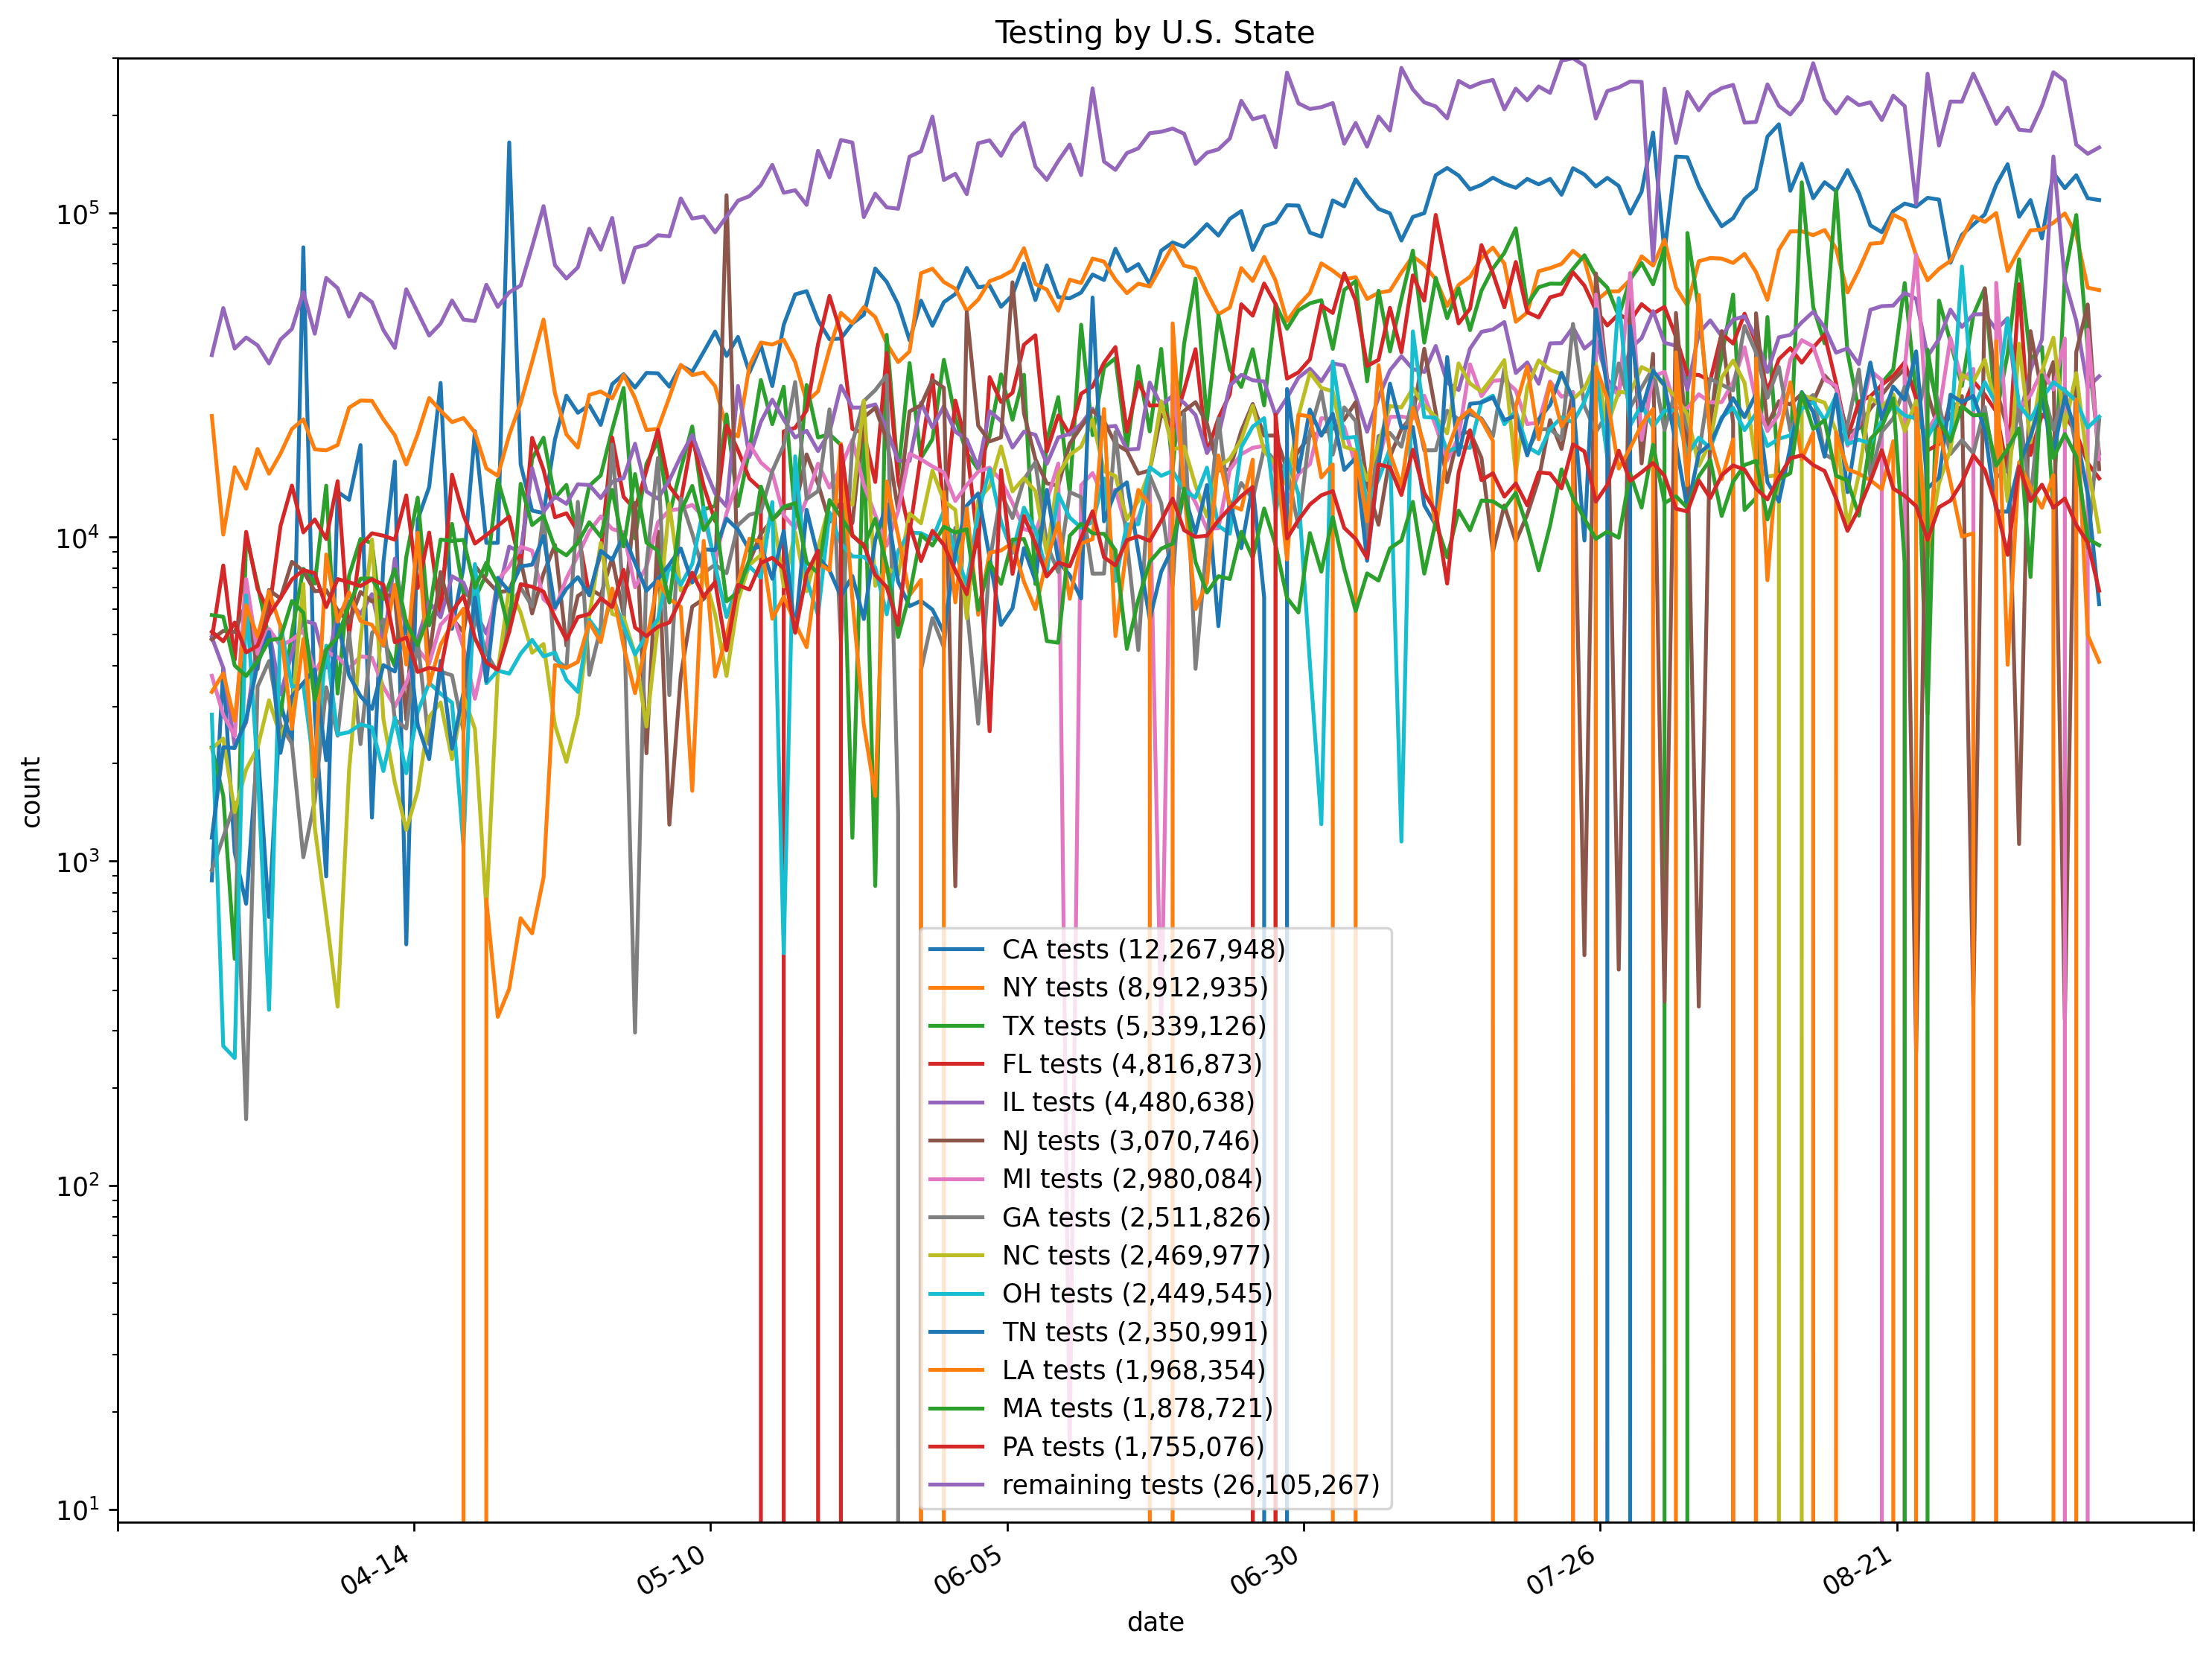 Testing by U.S. State
10^5
10^4
10^3
10^2
10^1
count
CA tests (12,267,948)
NY tests (8,912,935)
TX tests (5,339,126)
FL tests (4,816,873)
IL tests (4,480,638)
NJ tests (3,070,746)
MI tests (2,980,084)
GA tests (2,511,826)
NC tests (2,469,977)
OH tests (2,449,545)
TN tests (2,350,991)
LA tests (1,968,354)
MA tests (1,878,721)
PA tests (1,755,076)
remaining tests (26,105,267)
04-14
05-10
06-05
06-30
07-26
08-21
date